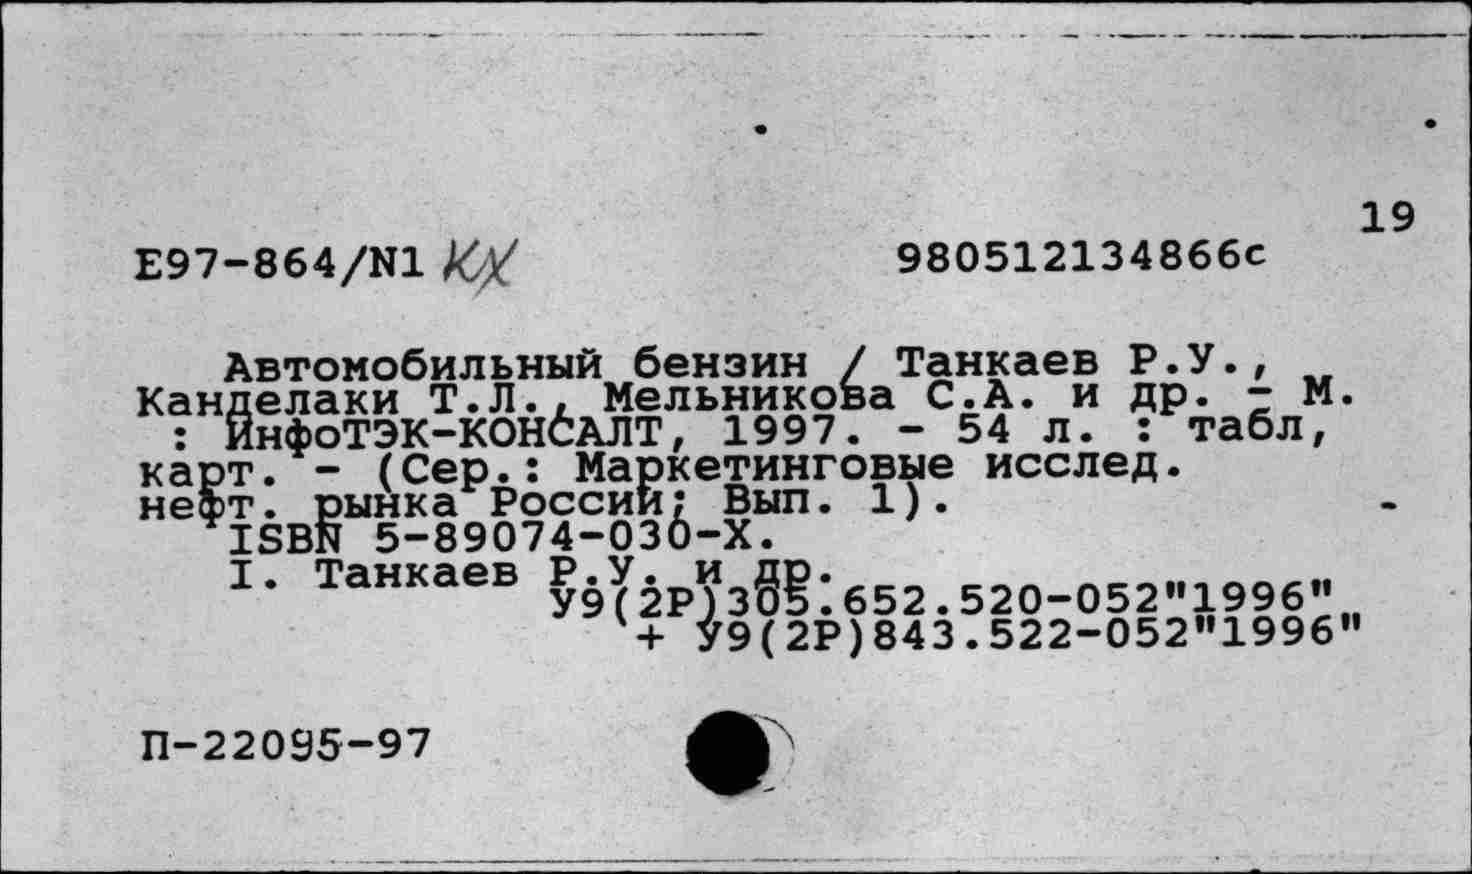 19
E97-864/N1 КХ 980512134866с
Автомобильный бензин / Танкаев Р.У.,
Канделаки Т.Л., Мельникова С.А. и др. - М.
: ИнфоТЭК-КОНСАЛТ, 1997. - 54 л. : табл,
карт. - (Сер.: Маркетинговые исслед.
нефт. рынка России; Вып. 1).
ISBN 5-89074-030-X.
I. Танкаев Р.У. и др.
У9(2Р)305.652.520-052"1996"
+ У9(2Р)843.522-052"1996"
П-22095-97